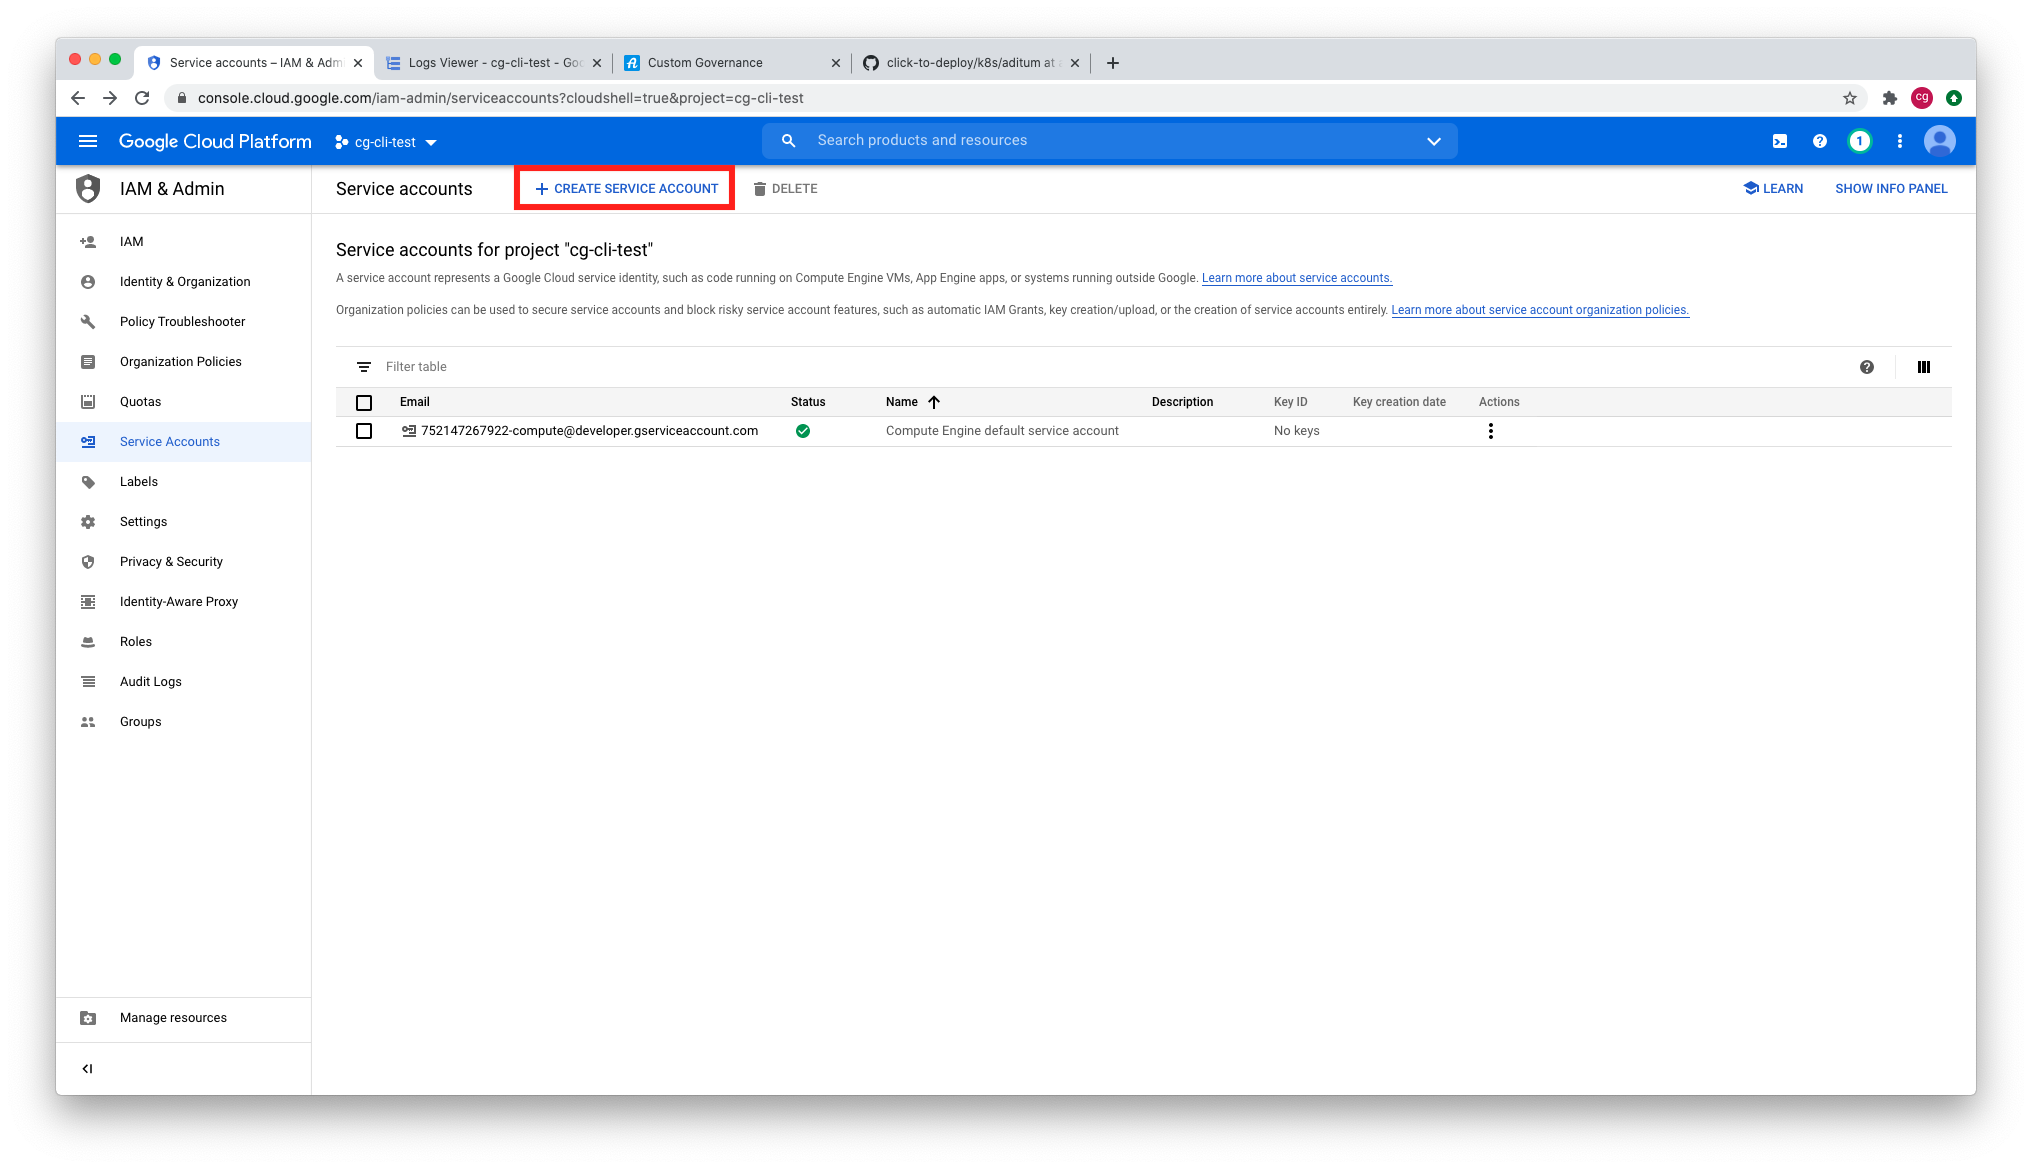 Service accounts – IAM & Adm
Logs Viewer - cg-cli-test - Goo
Custom Governance
click-to-deploy/k8s/aditum at
console.cloud.google.com/iam-admin/serviceaccounts?cloudshell=true&project=cg-cli-test
cg
Google Cloud Platform
cg-cli-test
Search products and resources
1
IAM & Admin
Service accounts
CREATE SERVICE ACCOUNT
DELETE
LEARN
SHOW INFO PANEL
IAM
Identity & Organization
Policy Troubleshooter
Organization Policies
Quotas
Service Accounts
Labels
Settings
Privacy & Security
Identity-Aware Proxy
Roles
Audit Logs
Groups
Manage resources
Service accounts for project "cg-cli-test"
A service account represents a Google Cloud service identity, such as code running on Compute Engine VMs, App Engine apps, or systems running outside Google. Learn more about service accounts.
Organization policies can be used to secure service accounts and block risky service account features, such as automatic IAM Grants, key creation/upload, or the creation of service accounts entirely. Learn more about service account organization policies.
Filter table
Email Status Name Description Key ID Key creation date Actions
752147267922-compute@developer.gserviceaccount.com Compute Engine default service account No keys